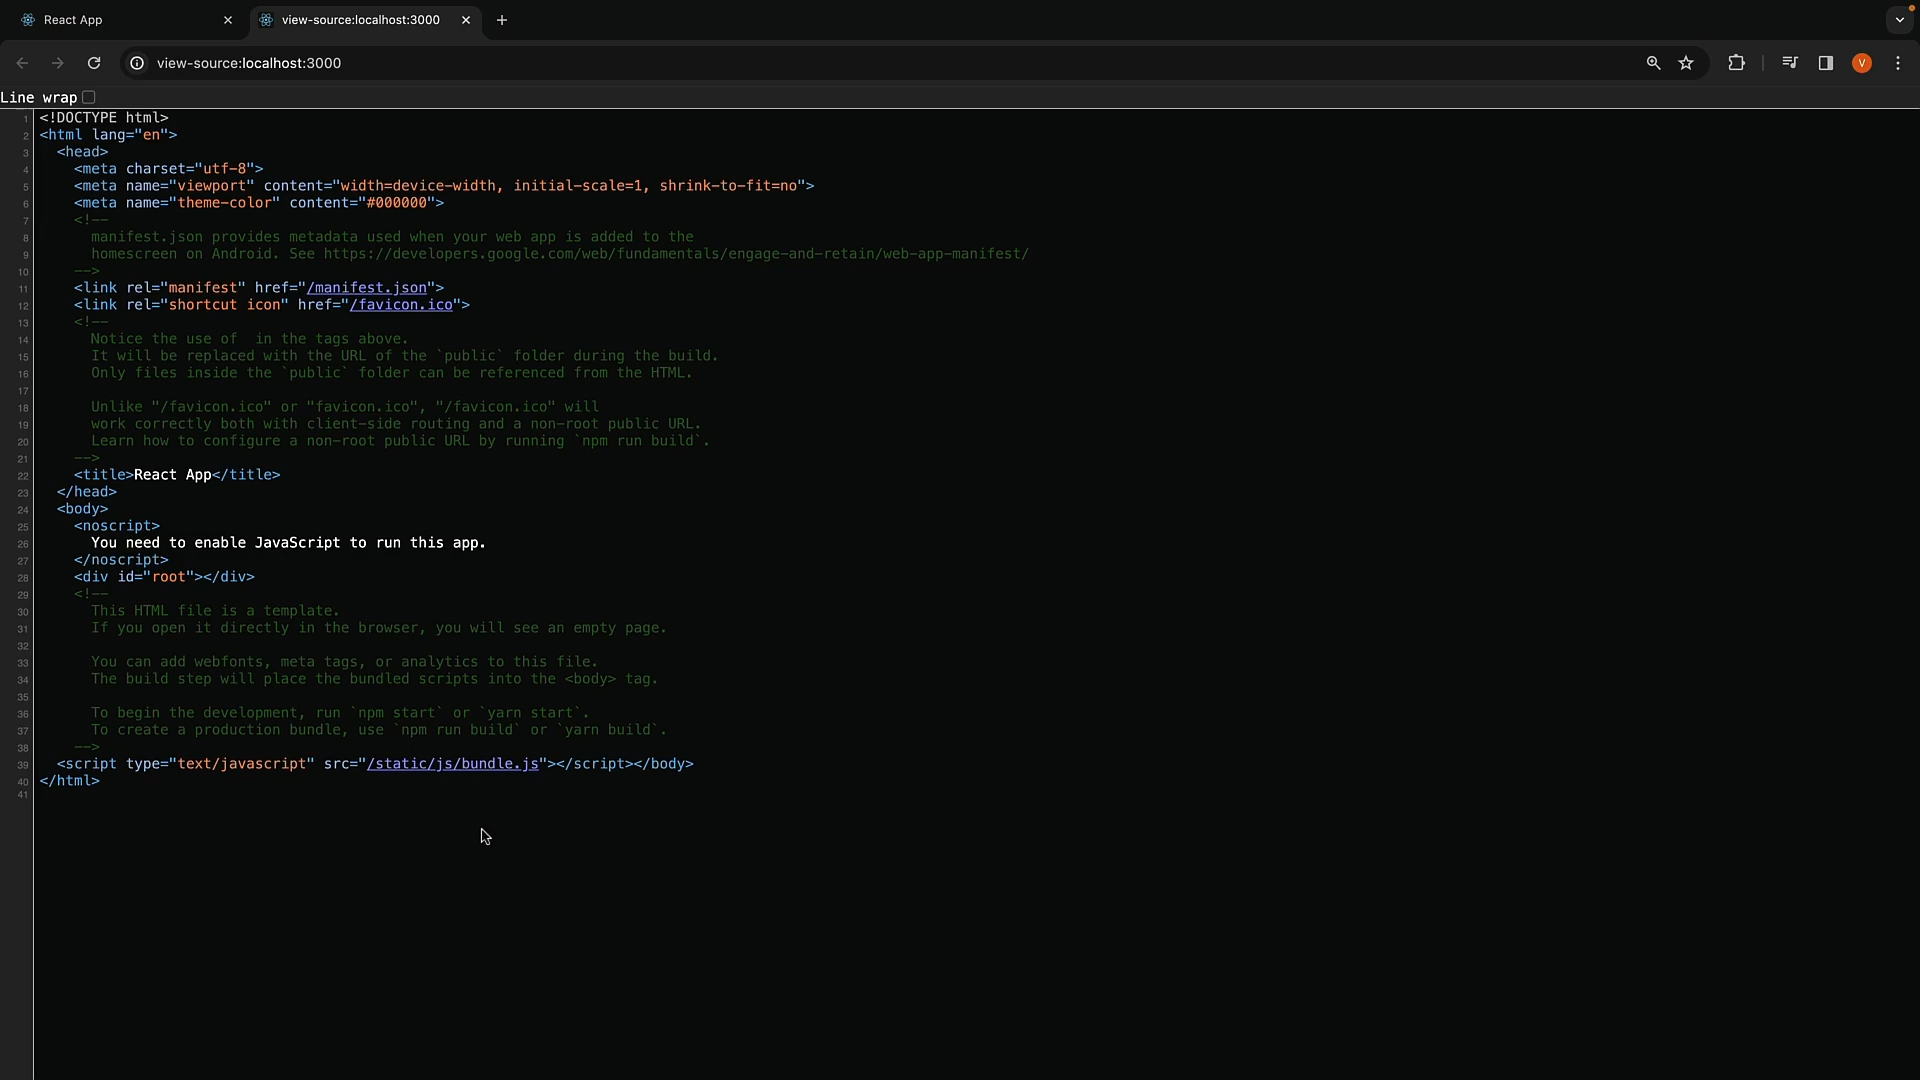 React App
view-source:localhost:3000
view-source:localhost:3000
V
Line wrap
1 <!DOCTYPE html>
2 <html lang="en">
3 <head>
4 <meta charset="utf-8">
5 <meta name="viewport" content="width=device-width, initial-scale=1, shrink-to-fit=no">
6 <meta name="theme-color" content="#000000">
7 <!--
8 manifest.json provides metadata used when your web app is added to the
9 homescreen on Android. See https://developers.google.com/web/fundamentals/engage-and-retain/web-app-manifest/
10 -->
11 <link rel="manifest" href="/manifest.json">
12 <link rel="shortcut icon" href="/favicon.ico">
13 <!--
14 Notice the use of  in the tags above.
15 It will be replaced with the URL of the `public` folder during the build.
16 Only files inside the `public` folder can be referenced from the HTML.
17
18 Unlike "/favicon.ico" or "favicon.ico", "/favicon.ico" will
19 work correctly both with client-side routing and a non-root public URL.
20 Learn how to configure a non-root public URL by running `npm run build`.
21 -->
22 <title>React App</title>
23 </head>
24 <body>
25 <noscript>
26 You need to enable JavaScript to run this app.
27 </noscript>
28 <div id="root"></div>
29 <!--
30 This HTML file is a template.
31 If you open it directly in the browser, you will see an empty page.
32
33 You can add webfonts, meta tags, or analytics to this file.
34 The build step will place the bundled scripts into the <body> tag.
35
36 To begin the development, run `npm start` or `yarn start`.
37 To create a production bundle, use `npm run build` or `yarn build`.
38 -->
39 <script type="text/javascript" src="/static/js/bundle.js"></script></body>
40 </html>
41